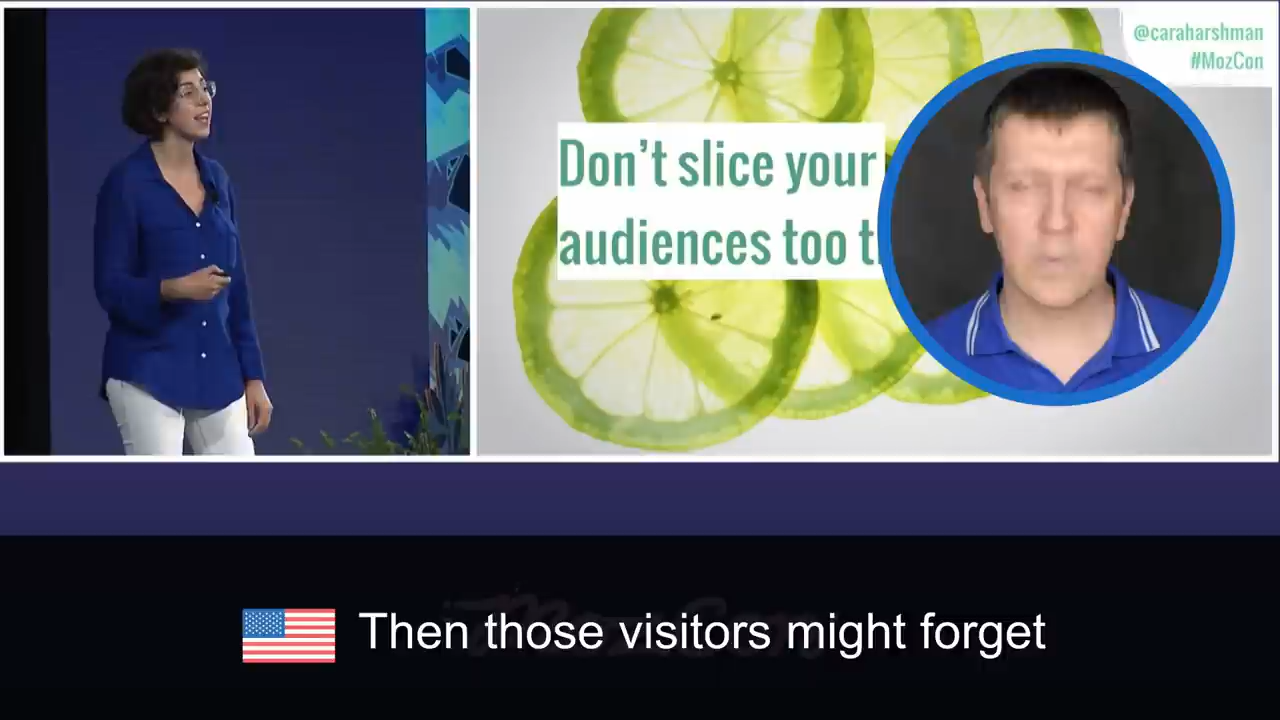 @caraharshman
#MozCon
Don't slice your
audiences too
Then those visitors might forget